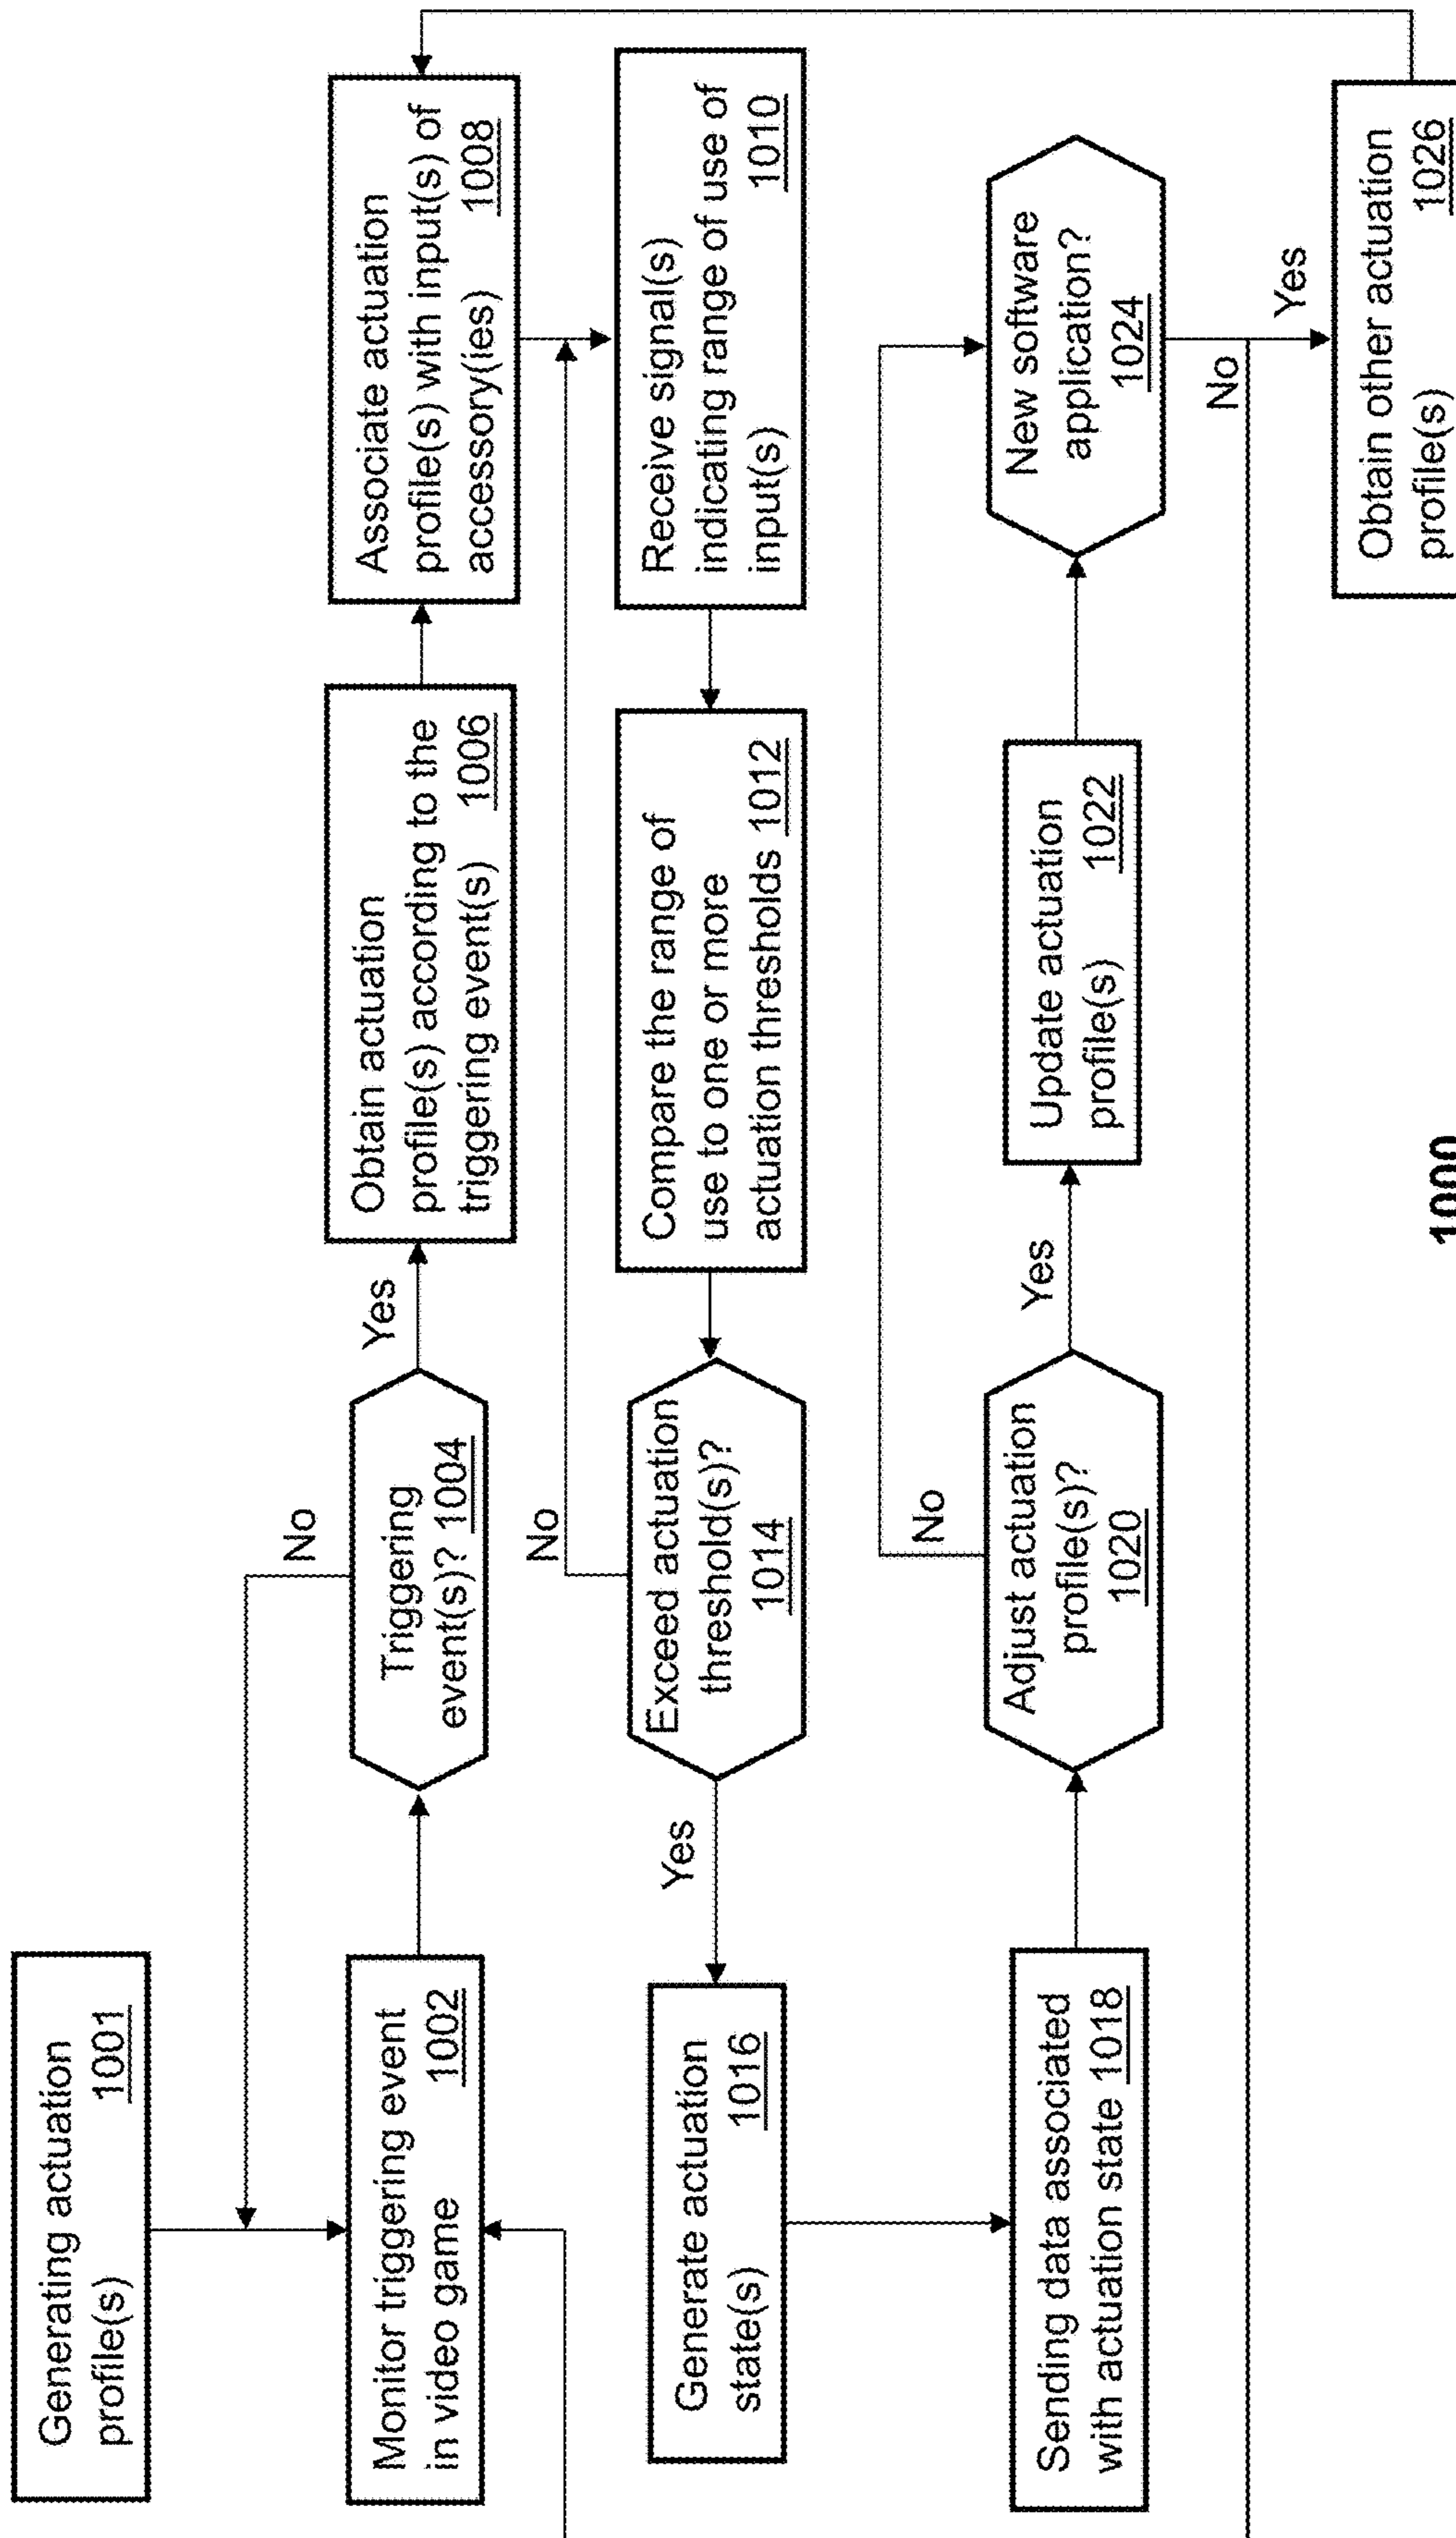 Generating actuation
profile(s) 1001
Monitor triggering event
in video game 1002
Triggering
event(s)? 1004
No
Yes
Obtain actuation
profile(s) according to the
triggering event(s) 1006
Associate actuation
profile(s) with input(s) of
accessory(ies) 1008
Receive signal(s)
indicating range of use of
input(s) 1010
Compare the range of
use to one or more
actuation thresholds 1012
Exceed actuation
threshold(s)?
1014
No
Yes
Generate actuation
state(s) 1016
Sending data associated
with actuation state 1018
Adjust actuation
profile(s)?
1020
No
Yes
Update actuation
profile(s) 1022
New software
application?
1024
No
Yes
Obtain other actuation
profile(s) 1026
1000